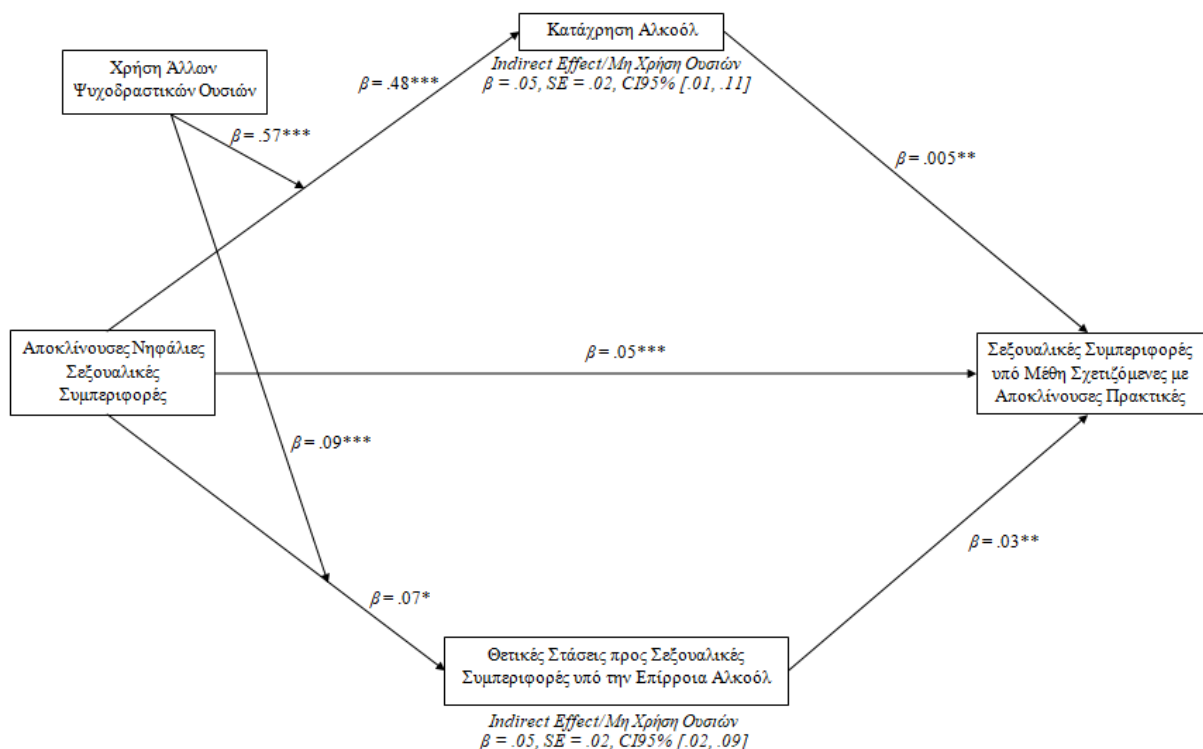 Κατάχρηση Αλκοόλ
Indirect Effect/Μη Χρήση Ουσιών
β = .05, SE = .02, CI95% [.01, .11]
Χρήση Άλλων
Ψυχοδραστικών Ουσιών
β = .48***
β = .57***
β = .005**
Αποκλίνουσες Νηφάλιες
Σεξουαλικές
Συμπεριφορές
β = .05***
Σεξουαλικές Συμπεριφορές
υπό Μέθη Σχετιζόμενες με
Αποκλίνουσες Πρακτικές
β = .09***
β = .03**
β = .07*
Θετικές Στάσεις προς Σεξουαλικές
Συμπεριφορές υπό την Επίρροια Αλκοόλ
Indirect Effect/Μη Χρήση Ουσιών
β = .05, SE = .02, CI95% [.02, .09]